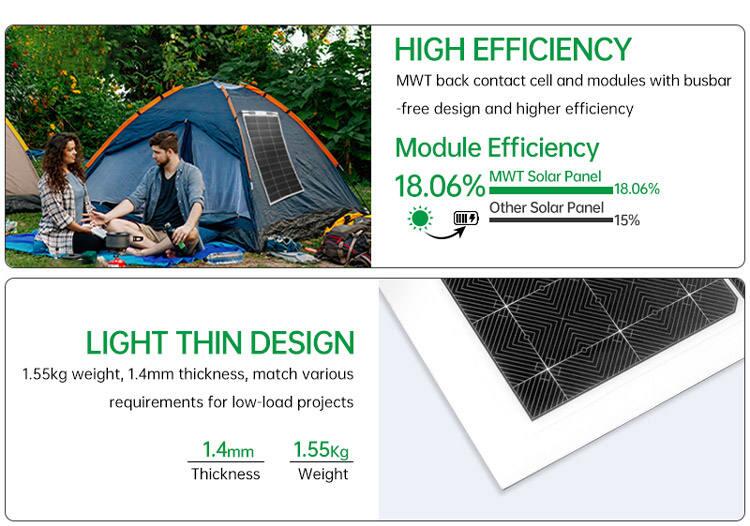 HIGH EFFICIENCY
MWT back contact cell and modules with busbar
-free design and higher efficiency
Module Efficiency
18.06%
MWT Solar Panel
18.06%
Other Solar Panel
15%
LIGHT THIN DESIGN
1.55kg weight, 1.4mm thickness, match various
requirements for low-load projects
1.4mm 1.55Kg
Thickness Weight